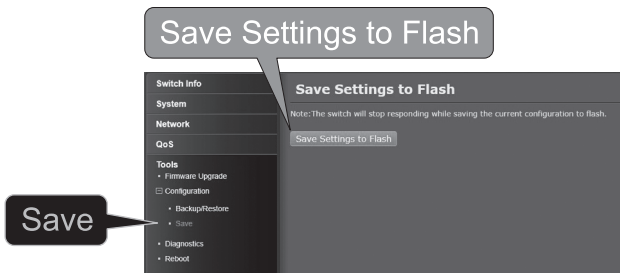 Save Settings to Flash
Switch Info
System
Network
QoS
Tools
• Firmware Upgrade
Configuration
• Backup/Restore
• Save
• Diagnostics
• Reboot
Save Settings to Flash
Note:The switch will stop responding while saving the current configuration to flash.
Save Settings to Flash
Save